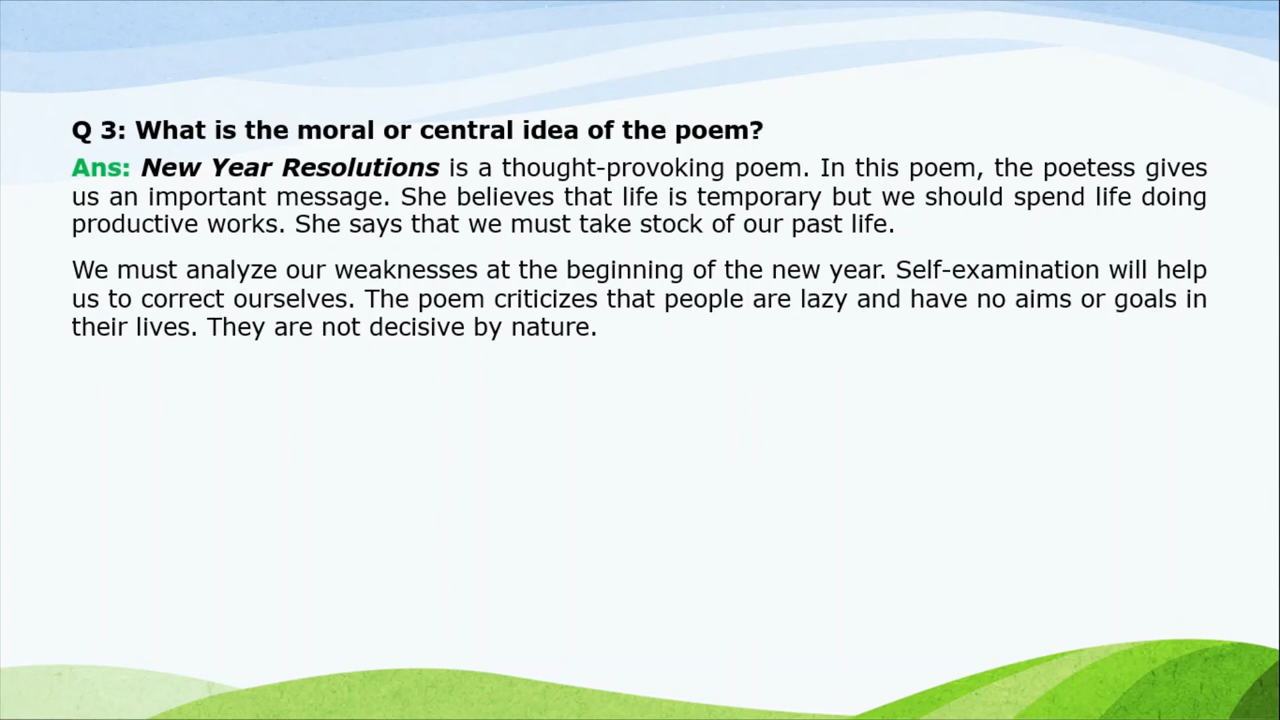 Q 3: What is the moral or central idea of the poem?
Ans: New Year Resolutions is a thought-provoking poem. In this poem, the poetess gives
us an important message. She believes that life is temporary but we should spend life doing
productive works. She says that we must take stock of our past life.
We must analyze our weaknesses at the beginning of the new year. Self-examination will help
us to correct ourselves. The poem criticizes that people are lazy and have no aims or goals in
their lives. They are not decisive by nature.